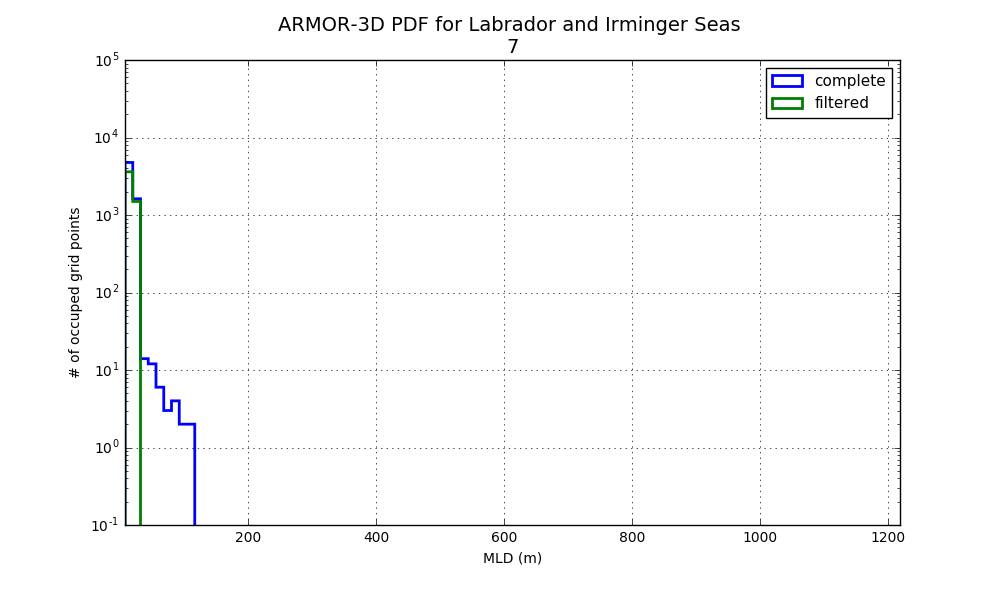 ARMOR-3D PDF for Labrador and Irminger Seas
7
complete
filtered
# of occuped grid points
10^5
10^4
10^3
10^2
10^1
10^0
10^-1
200 400 600 800 1000 1200
MLD (m)